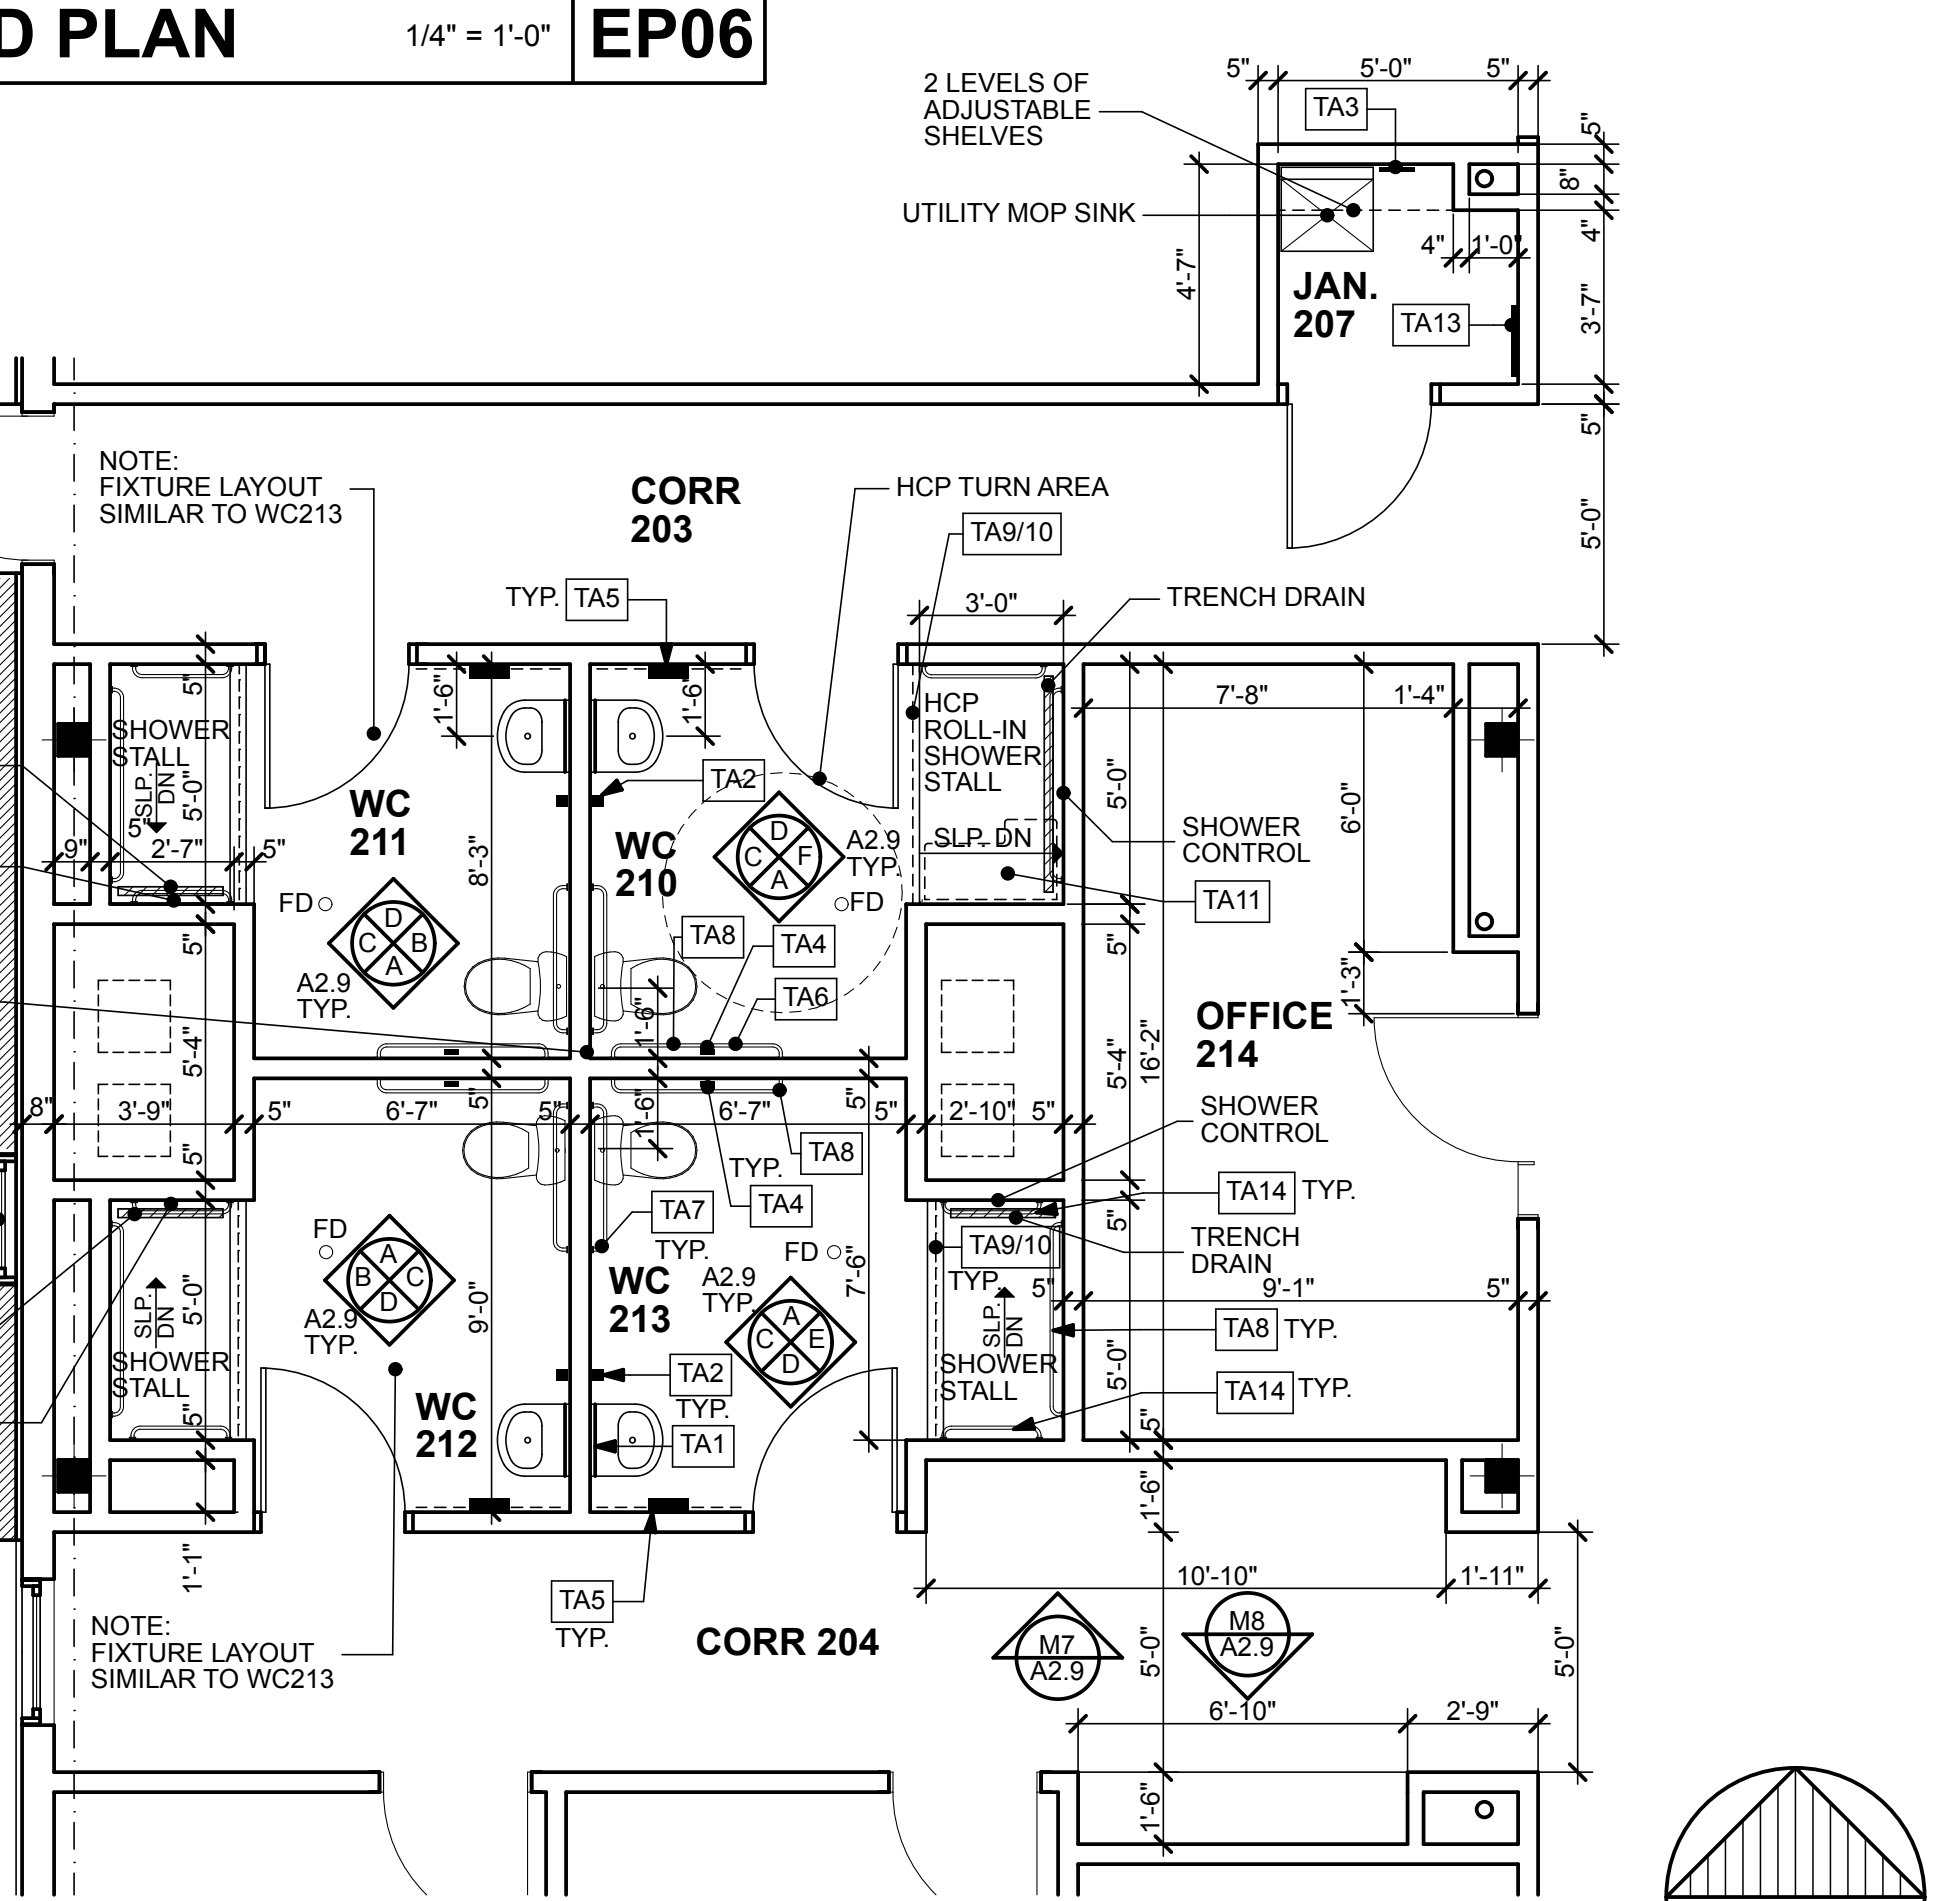 D PLAN
1/4" = 1'-0"
EP06
2 LEVELS OF
ADJUSTABLE
SHELVES
UTILITY MOP SINK
5"
5'-0"
5"
TA3
5"
8"
4"
4"
1'-0"
4'-7"
3'-7"
JAN.
207
TA13
5"
5'-0"
NOTE:
FIXTURE LAYOUT
SIMILAR TO WC213
CORR
203
HCP TURN AREA
TA9/10
TYP.
TA5
3'-0"
TRENCH DRAIN
5"
1'-6"
1'-6"
SHOWER
STALL
SLP.
DN
5'-0"
5"
9"
2'-7"
5"
WC
211
8'-3"
TA2
WC
210
D
C
F
A
A2.9
TYP.
HCP
ROLL-IN
SHOWER
STALL
SLP. DN
7'-8"
1'-4"
5'-0"
6'-0"
SHOWER
CONTROL
TA11
FD
D
C
B
A
A2.9
TYP.
FD
TA8
TA4
TA6
5"
5"
1'-3"
OFFICE
214
5'-4"
1'-6"
5'-4"
16'-2"
8"
3'-9"
5"
6'-7"
5"
5"
1'-6"
6'-7"
5"
5"
2'-10"
5"
SHOWER
CONTROL
5"
TYP.
TA8
TA4
TA14
TYP.
TA7
TYP.
FD
FD
5"
TRENCH
DRAIN
TA9/10
TYP.
A
B
C
D
A2.9
TYP.
WC
213
A2.9
TYP.
7'-6"
A
C
E
D
5"
9'-1"
5"
SLP.
DN
5'-0"
SHOWER
STALL
9'-0"
SLP.
DN
SHOWER
STALL
TA8
TYP.
5'-0"
TA14
TYP.
TA2
TYP.
TA1
WC
212
5"
5"
1'-6"
1'-1"
10'-10"
1'-11"
TA5
TYP.
NOTE:
FIXTURE LAYOUT
SIMILAR TO WC213
CORR 204
M7
A2.9
M8
A2.9
5'-0"
5'-0"
6'-10"
2'-9"
1'-6"